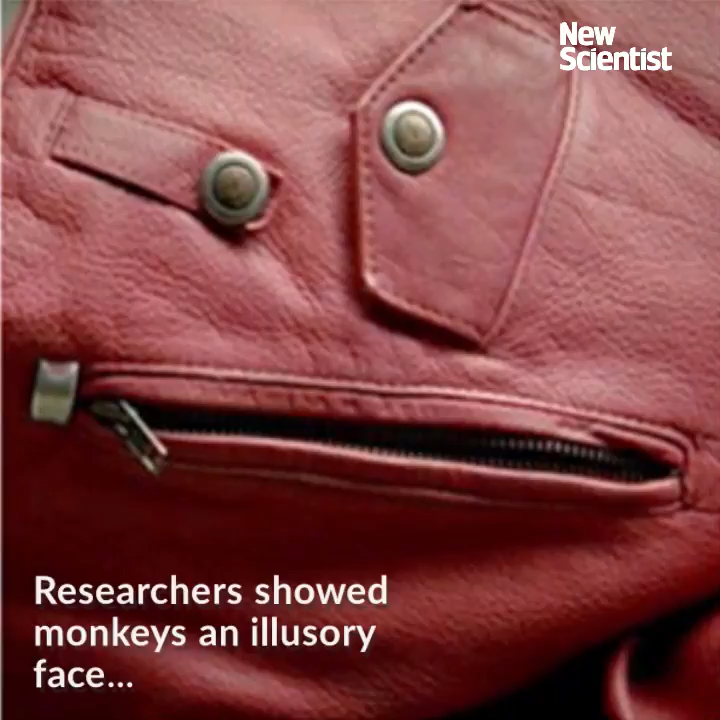 New
Scientist
Researchers showed
monkeys an illusory
face...